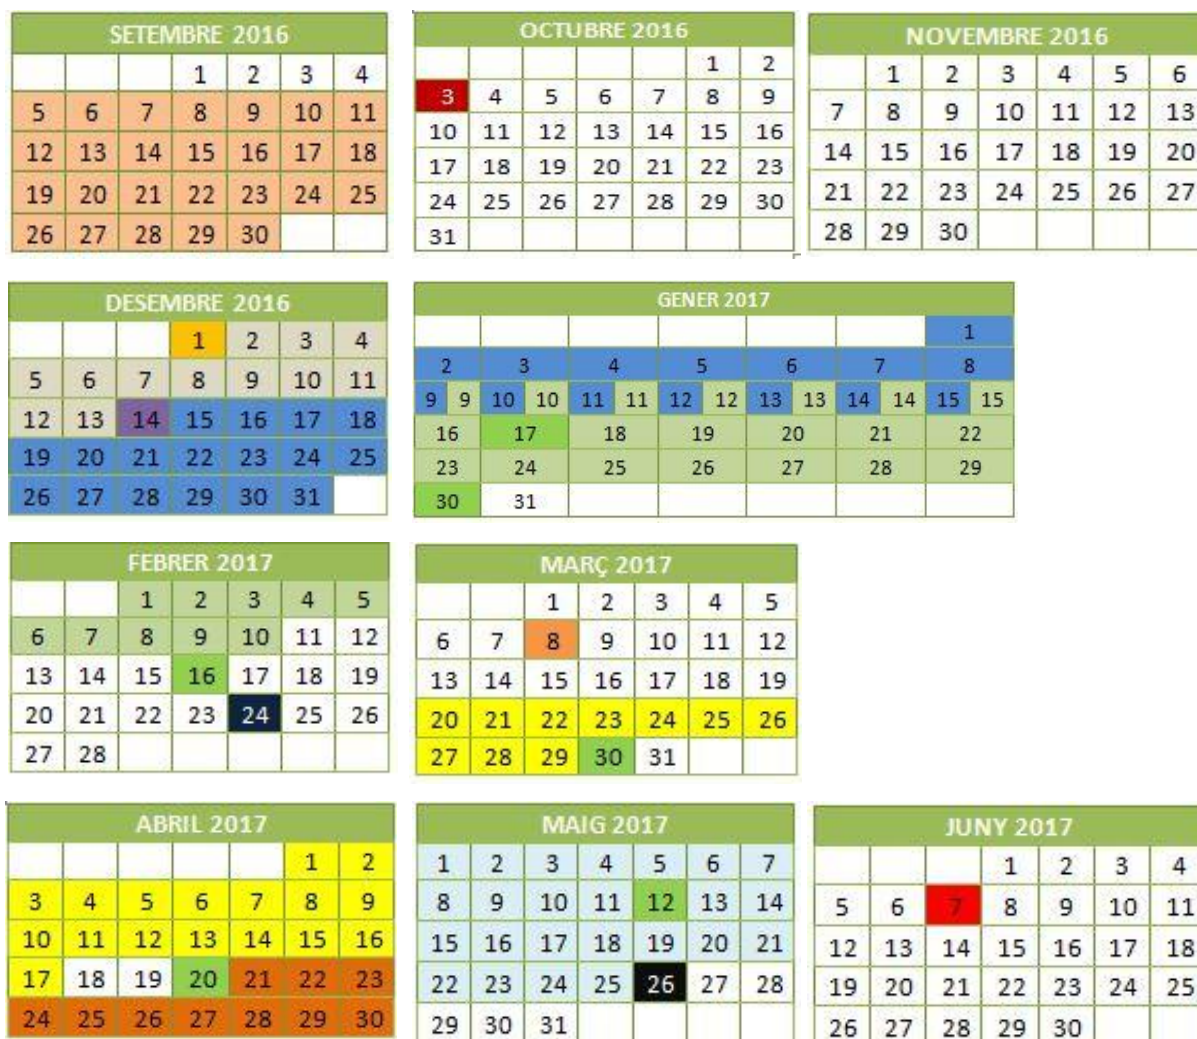 SETEMBRE 2016
1 2 3 4
5 6 7 8 9 10 11
12 13 14 15 16 17 18
19 20 21 22 23 24 25
26 27 28 29 30
OCTUBRE 2016
1 2
3 4 5 6 7 8 9
10 11 12 13 14 15 16
17 18 19 20 21 22 23
24 25 26 27 28 29 30
31
NOVEMBRE 2016
1 2 3 4 5 6
7 8 9 10 11 12 13
14 15 16 17 18 19 20
21 22 23 24 25 26 27
28 29 30
DESEMBRE 2016
1 2 3 4
5 6 7 8 9 10 11
12 13 14 15 16 17 18
19 20 21 22 23 24 25
26 27 28 29 30 31
GENER 2017
1
2 3 4 5 6 7 8
9 9 10 10 11 11 12 12 13 13 14 14 15 15
16 17 18 19 20 21 22
23 24 25 26 27 28 29
30 31
FEBRER 2017
1 2 3 4 5
6 7 8 9 10 11 12
13 14 15 16 17 18 19
20 21 22 23 24 25 26
27 28
MARÇ 2017
1 2 3 4 5
6 7 8 9 10 11 12
13 14 15 16 17 18 19
20 21 22 23 24 25 26
27 28 29 30 31
ABRIL 2017
1 2
3 4 5 6 7 8 9
10 11 12 13 14 15 16
17 18 19 20 21 22 23
24 25 26 27 28 29 30
MAIG 2017
1 2 3 4 5 6 7
8 9 10 11 12 13 14
15 16 17 18 19 20 21
22 23 24 25 26 27 28
29 30 31
JUNY 2017
1 2 3 4
5 6 7 8 9 10 11
12 13 14 15 16 17 18
19 20 21 22 23 24 25
26 27 28 29 30